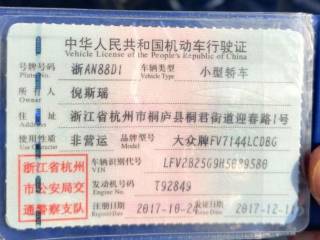 中华人民共和国机动车行驶证
Vehicle License of the People's Republic of China
号牌号码 浙AN88D1 车辆类型 小型轿车
Plate No. Vehicle Type
所有人 倪斯瑶
Owner
住址 浙江省杭州市桐庐县桐君街道迎春路1号
Address
使用性质 非营运 品牌型号 大众牌FV7144LCDBG
Use Character Model
浙江省杭州
市公安局交
通警察支队
车辆识别代号
VIN
发动机号码 T92849
Engine No.
注册日期 2017-10-24 发证日期
Register Date Issue Date